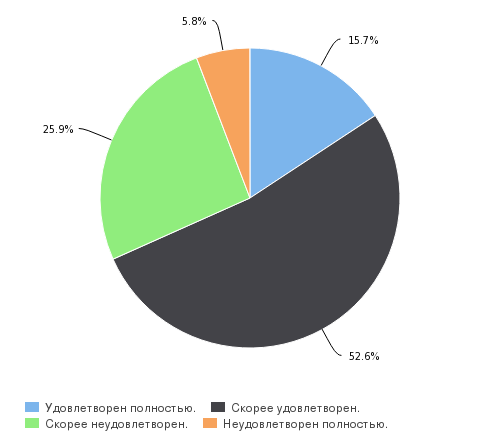 5.8%
15.7%
25.9%
52.6%
Удовлетворен полностью. Скорее удовлетворен.
Скорее неудовлетворен. Неудовлетворен полностью.